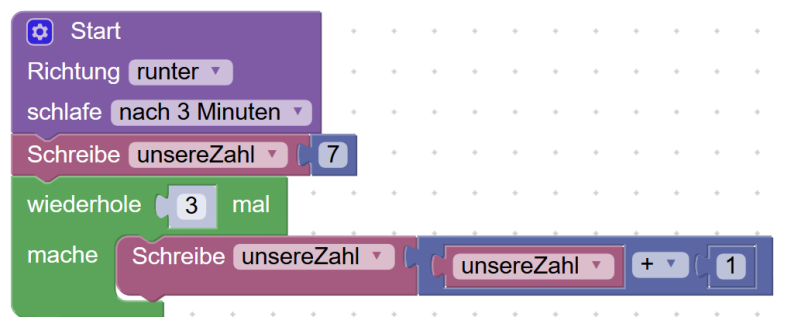 Start
Richtung runter
schlafe nach 3 Minuten
Schreibe unsereZahl 7
wiederhole 3 mal
mache Schreibe unsereZahl unsereZahl + 1